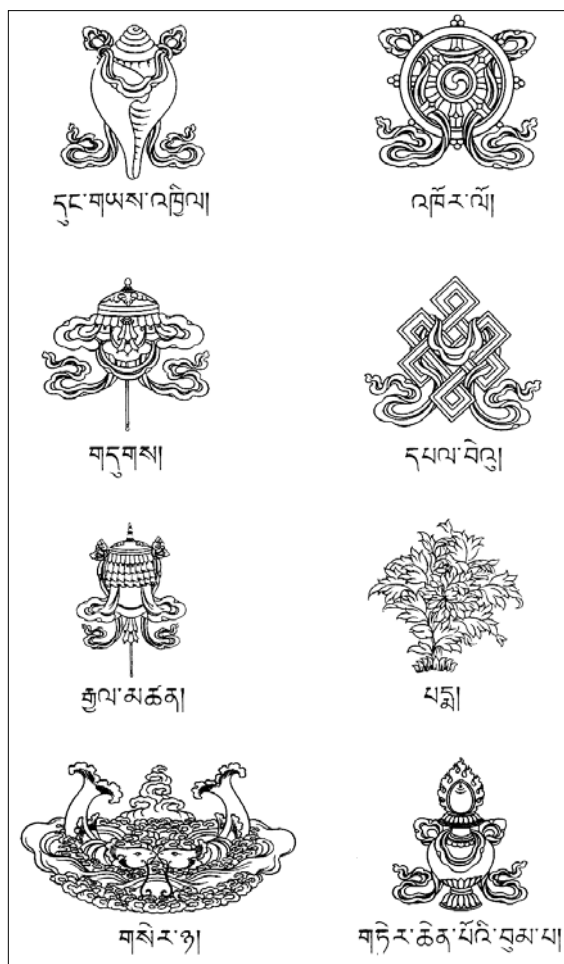 དུང་གཡས་འཁྱིལ།
འཁོར་ལོ།
གདུགས།
དཔལ་བེའུ།
རྒྱལ་མཚན།
པདྨ།
གསེར་ཉ།
གཏེར་ཆེན་པོའི་བུམ་པ།